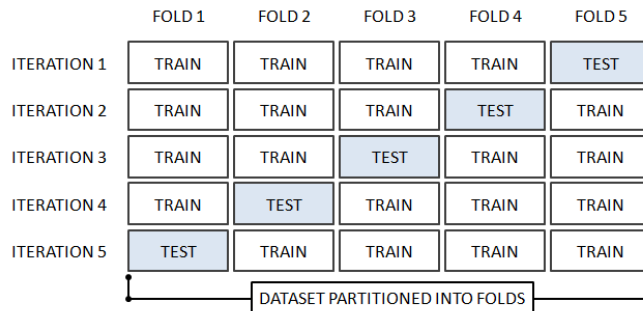 FOLD 1 FOLD 2 FOLD 3 FOLD 4 FOLD 5
ITERATION 1 TRAIN TRAIN TRAIN TRAIN TEST
ITERATION 2 TRAIN TRAIN TRAIN TEST TRAIN
ITERATION 3 TRAIN TRAIN TEST TRAIN TRAIN
ITERATION 4 TRAIN TEST TRAIN TRAIN TRAIN
ITERATION 5 TEST TRAIN TRAIN TRAIN TRAIN
DATASET PARTITIONED INTO FOLDS